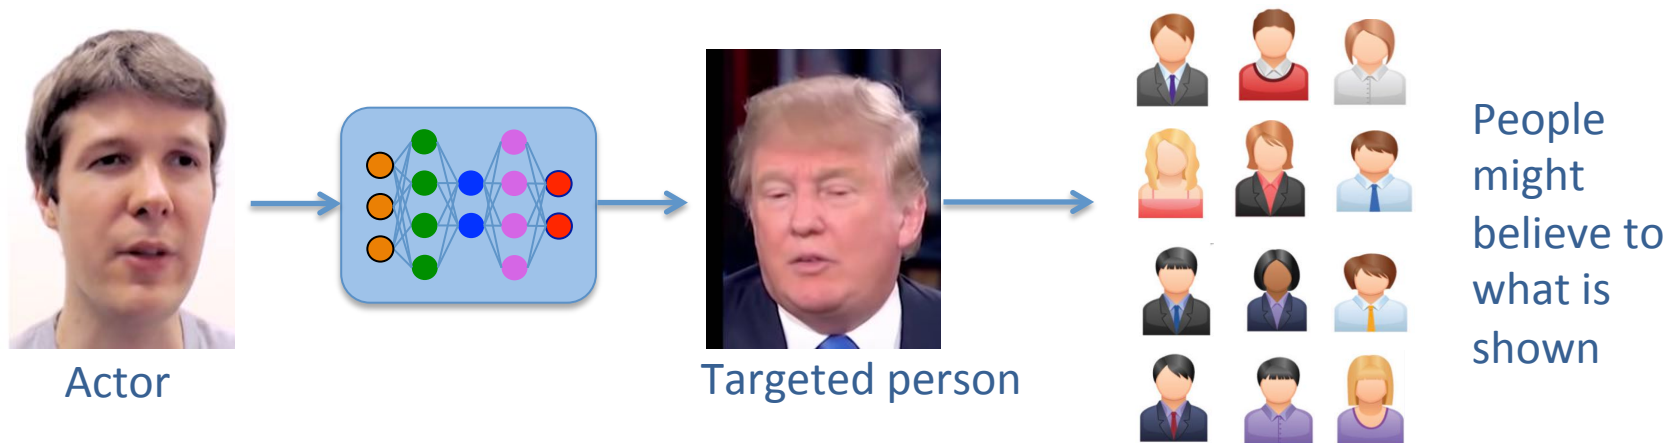 Actor
Targeted person
People
might
believe to
what is
shown